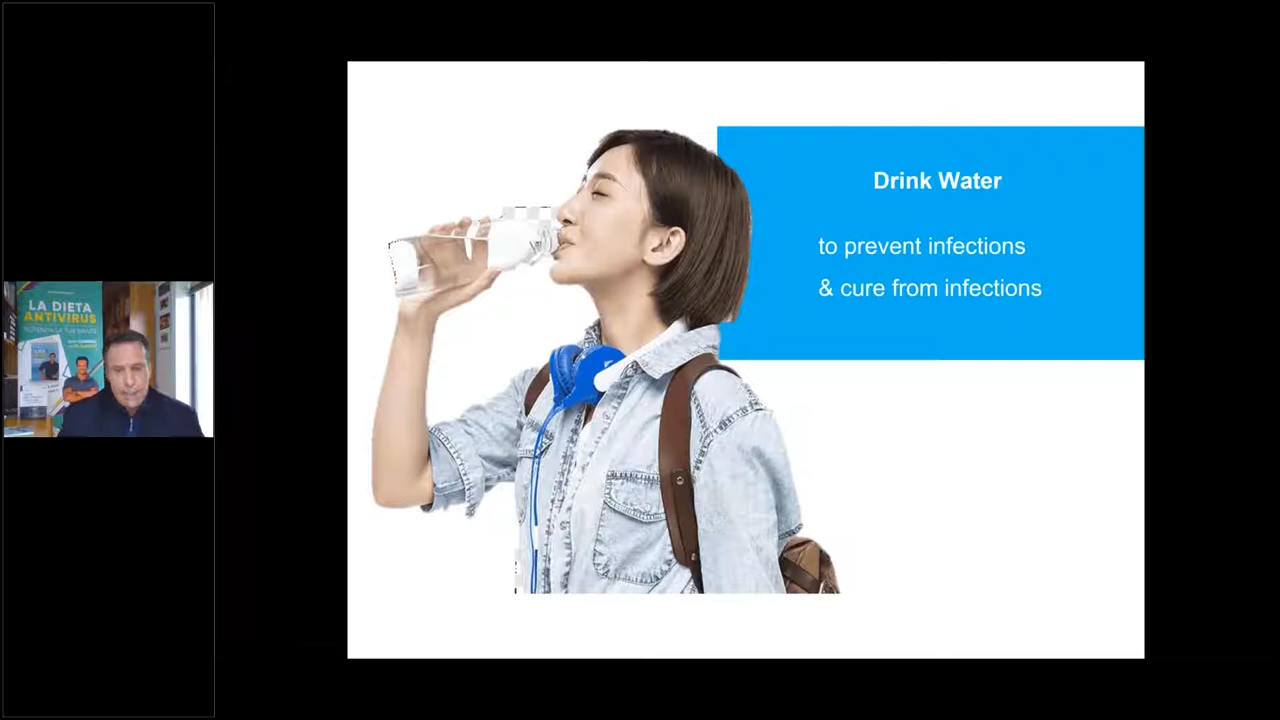 Drink Water
to prevent infections
& cure from infections
LA DIETA
ANTIVIRUS